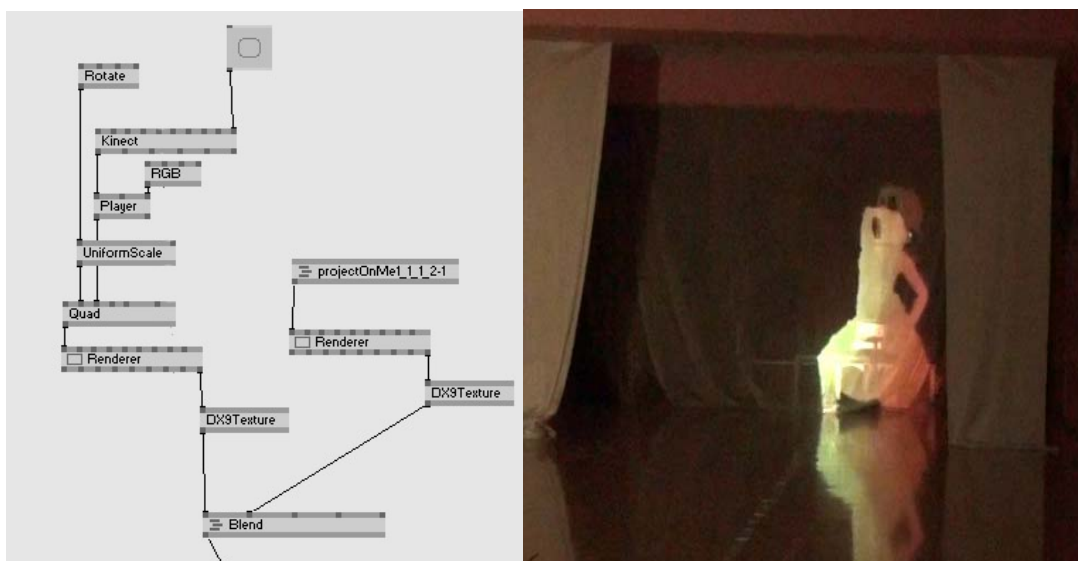 Rotate
Kinect
RGB
Player
UniformScale
projectOnMe1_1_1_2-1
Quad
Renderer
Renderer
DX9Texture
DX9Texture
Blend